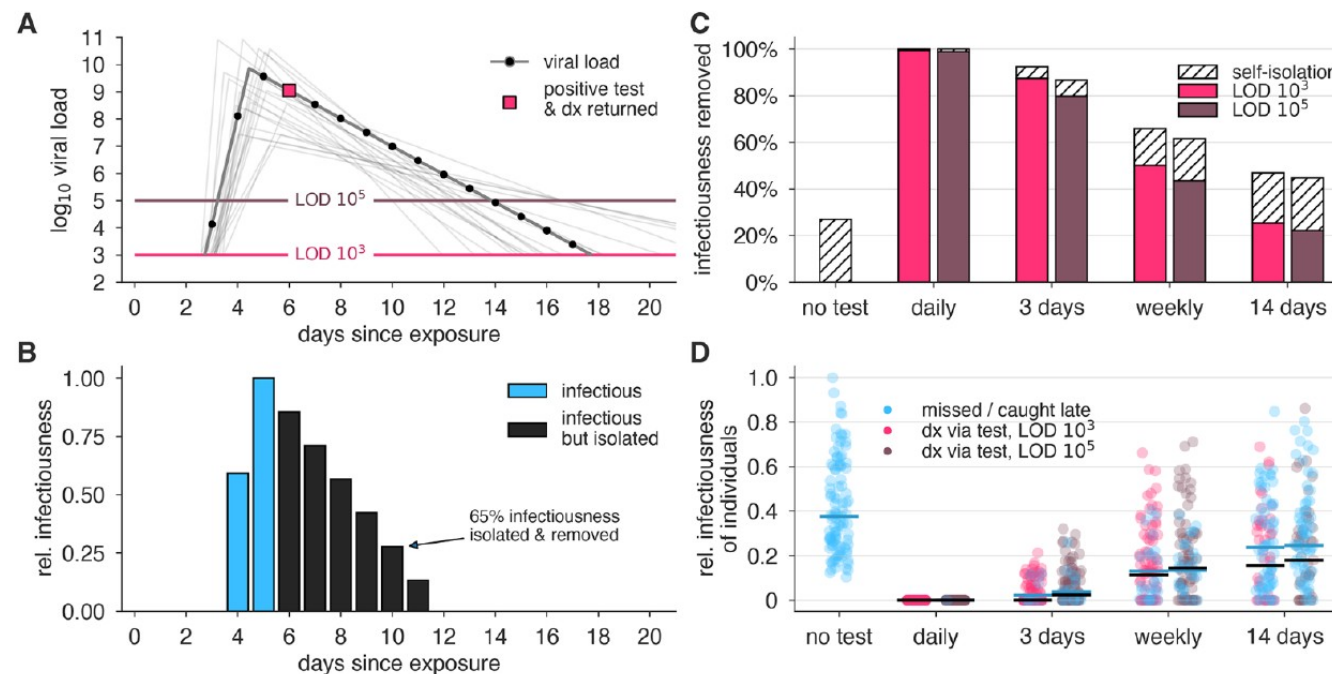 A
11
10
9
8
7
6
5
4
3
2
log10 viral load
viral load
positive test
& dx returned
LOD 10^5
LOD 10^3
0 2 4 6 8 10 12 14 16 18 20
days since exposure
B
1.00
0.75
0.50
0.25
0.00
rel. infectiousness
infectious
infectious
but isolated
65% infectiousness
isolated & removed
0 2 4 6 8 10 12 14 16 18 20
days since exposure
C
100%
80%
60%
40%
20%
0%
infectiousness removed
self-isolation
LOD 10^3
LOD 10^5
no test daily 3 days weekly 14 days
D
1.0
0.8
0.6
0.4
0.2
0
rel. infectiousness
of individuals
missed / caught late
dx via test, LOD 10^3
dx via test, LOD 10^5
no test daily 3 days weekly 14 days